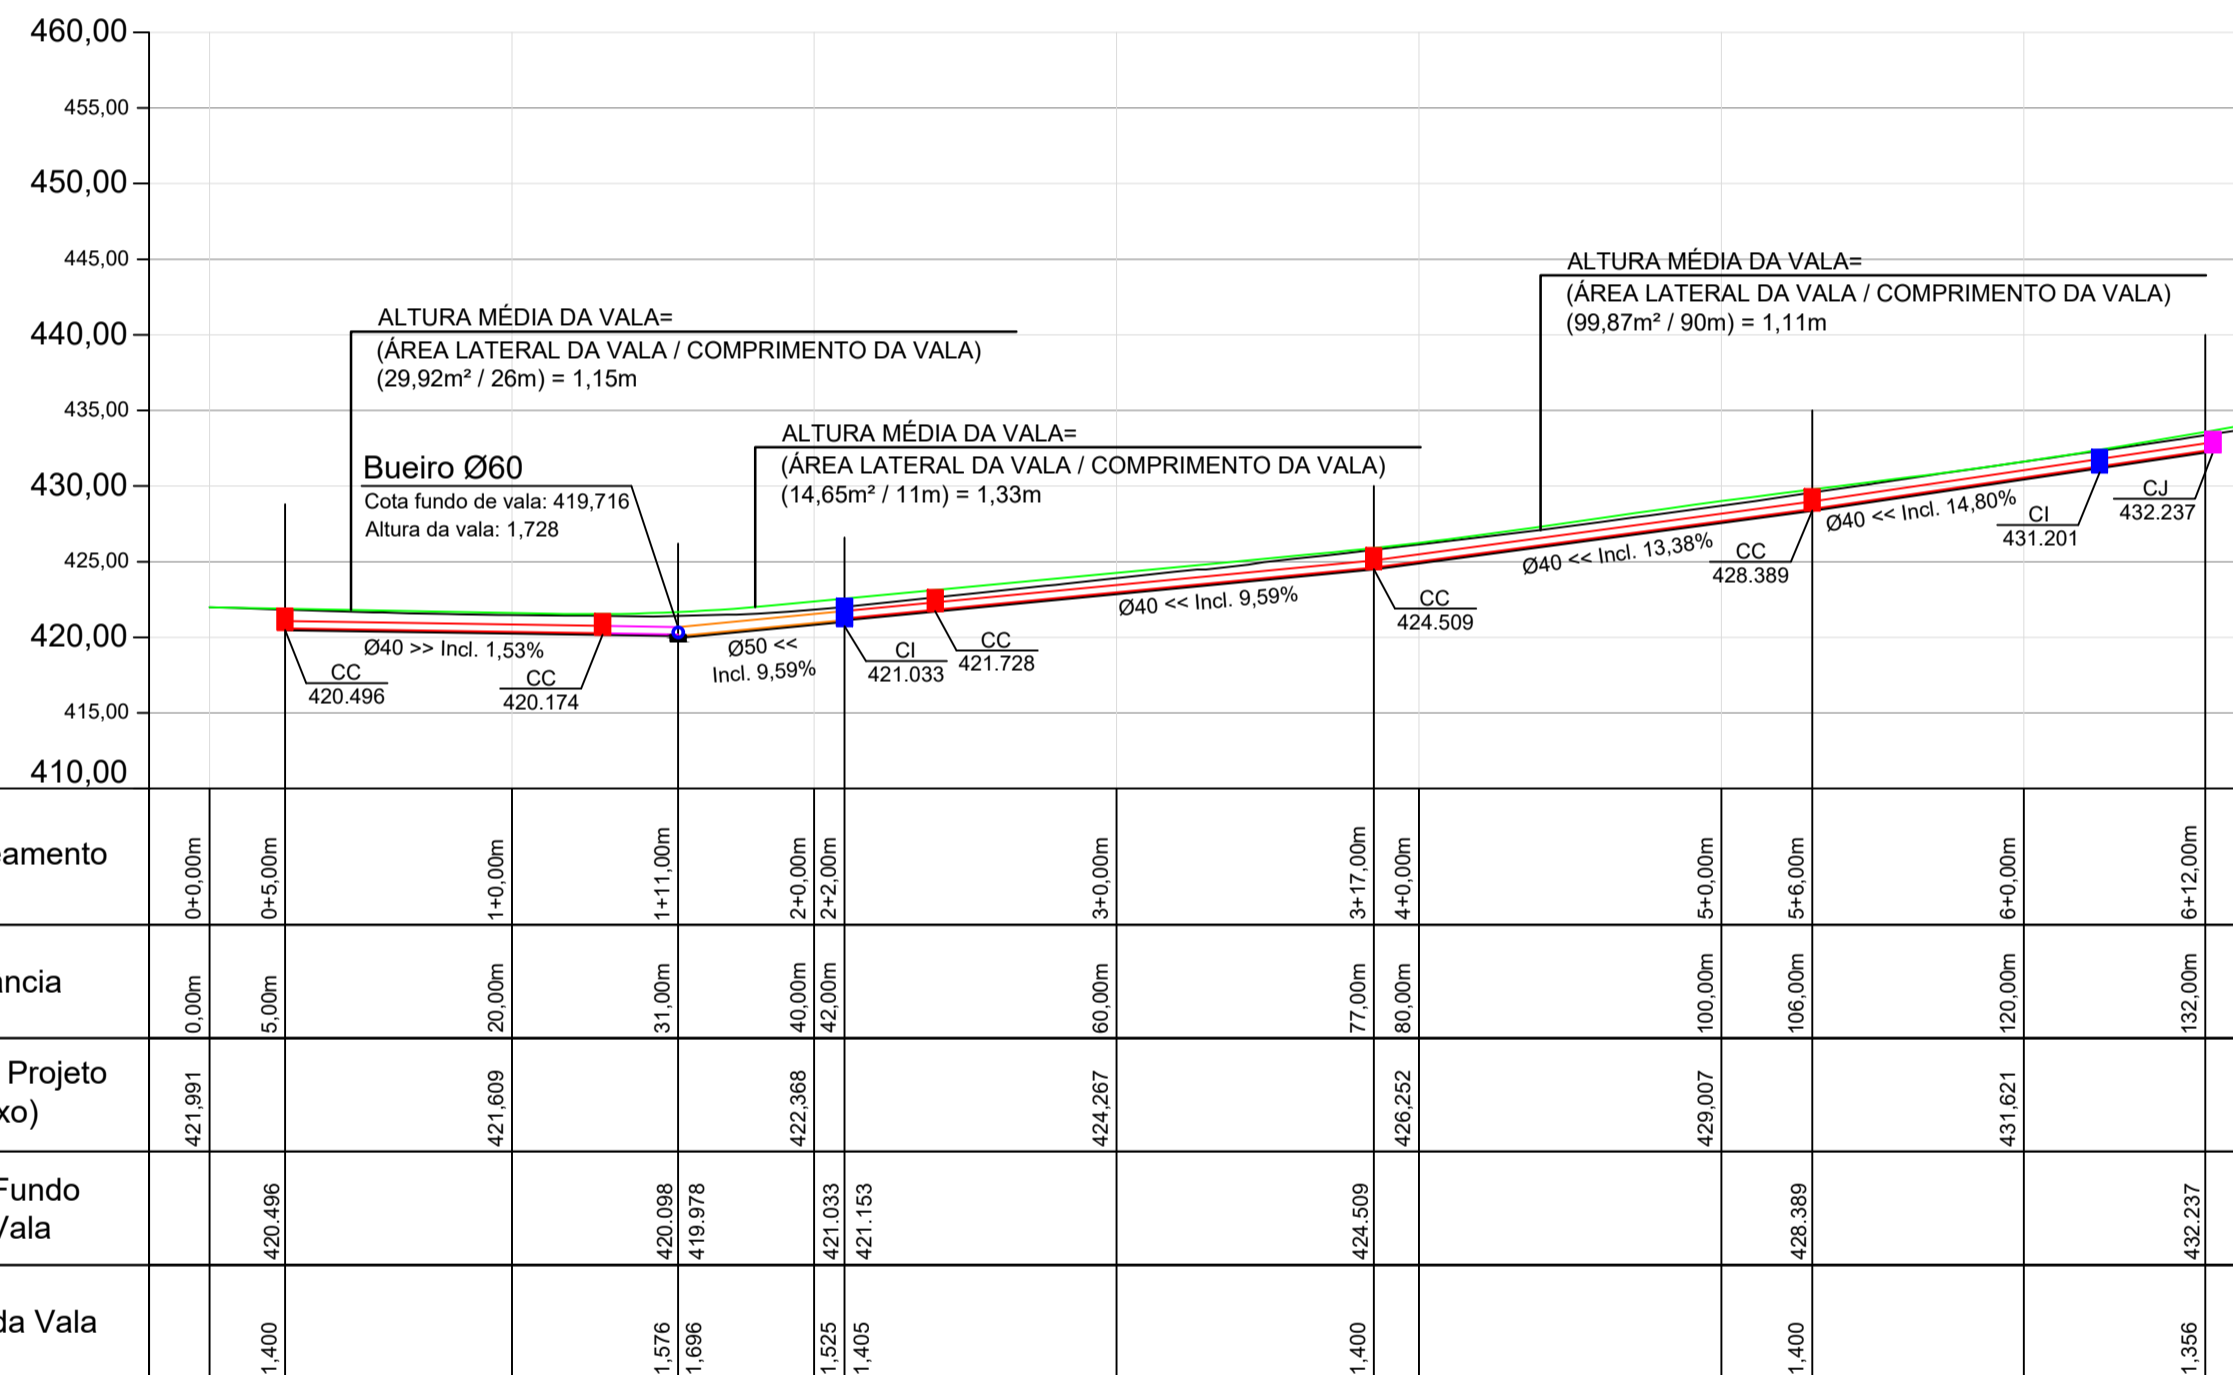 460,00
455,00
450,00
445,00
440,00
435,00
430,00
425,00
420,00
415,00
410,00
ALTURA MÉDIA DA VALA=
(ÁREA LATERAL DA VALA / COMPRIMENTO DA VALA)
(29,92m² / 26m) = 1,15m
Bueiro Ø60
Cota fundo de vala: 419,716
Altura da vala: 1,728
ALTURA MÉDIA DA VALA=
(ÁREA LATERAL DA VALA / COMPRIMENTO DA VALA)
(14,65m² / 11m) = 1,33m
ALTURA MÉDIA DA VALA=
(ÁREA LATERAL DA VALA / COMPRIMENTO DA VALA)
(99,87m² / 90m) = 1,11m
Ø40 >> Incl. 1,53%
CC
420.496
CC
420.174
Ø50 <<
Incl. 9,59%
CI
421.033
CC
421.728
Ø40 << Incl. 9,59%
CC
424.509
Ø40 << Incl. 13,38%
CC
428.389
Ø40 << Incl. 14,80%
CI
431.201
CJ
432.237
eamento
0+0,00m
0+5,00m
1+0,00m
1+11,00m
2+0,00m
2+2,00m
3+0,00m
3+17,00m
4+0,00m
5+0,00m
5+6,00m
6+0,00m
6+12,00m
ancia
0,00m
5,00m
20,00m
31,00m
40,00m
42,00m
60,00m
77,00m
80,00m
100,00m
106,00m
120,00m
132,00m
Projeto
xo)
421,991
421,609
422,368
424,267
426,252
429,007
431,621
Fundo
Vala
420.496
420.098
419.978
421.033
421.153
424.509
428.389
432.237
da Vala
1,400
1,576
1,696
1,525
1,405
1,400
1,400
1,356